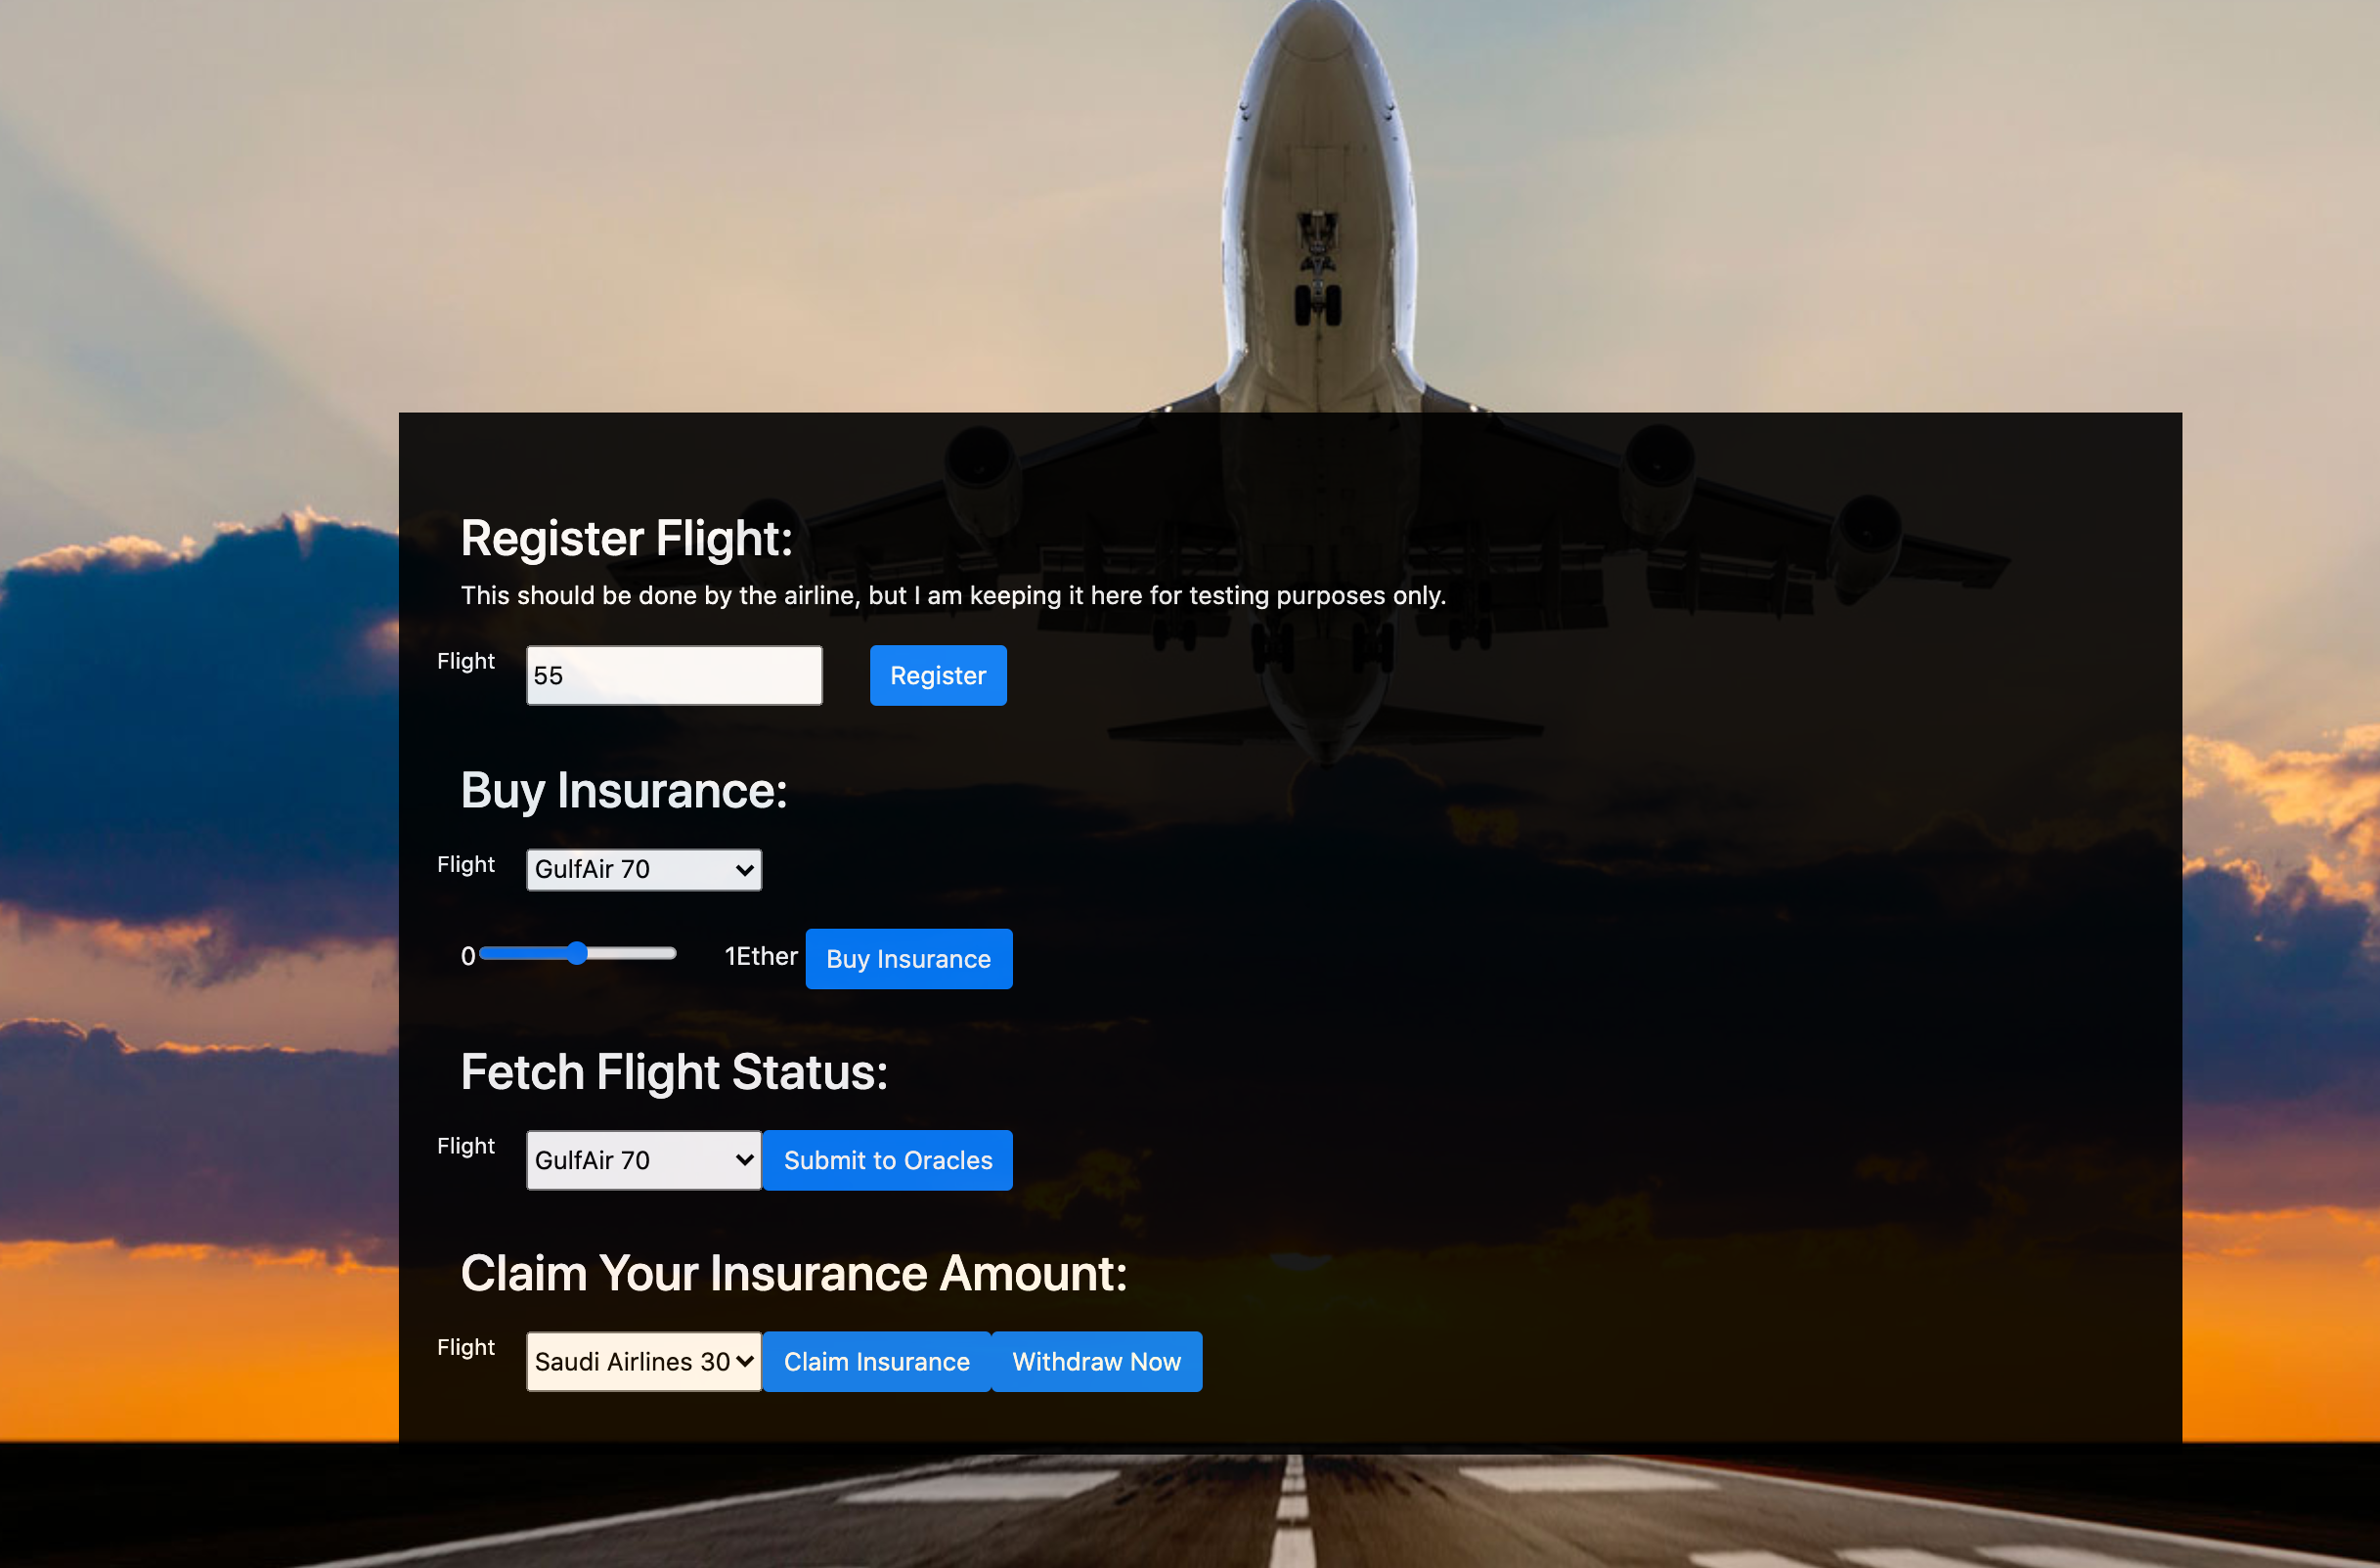 Register Flight:
This should be done by the airline, but I am keeping it here for testing purposes only.
Flight 55 Register
Buy Insurance:
Flight GulfAir 70
0 1Ether Buy Insurance
Fetch Flight Status:
Flight GulfAir 70 Submit to Oracles
Claim Your Insurance Amount:
Flight Saudi Airlines 30 Claim Insurance Withdraw Now